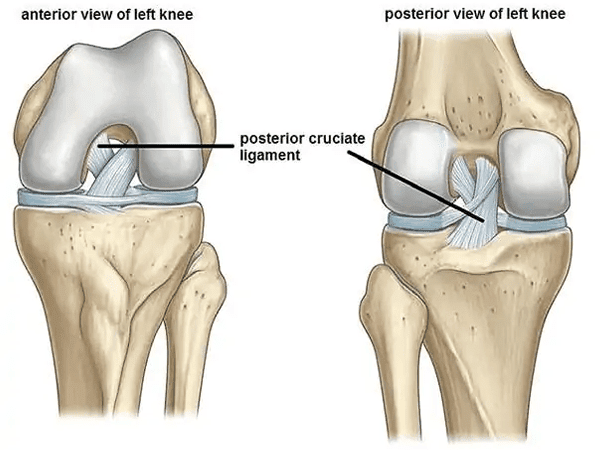 anterior view of left knee
posterior view of left knee
posterior cruciate
ligament